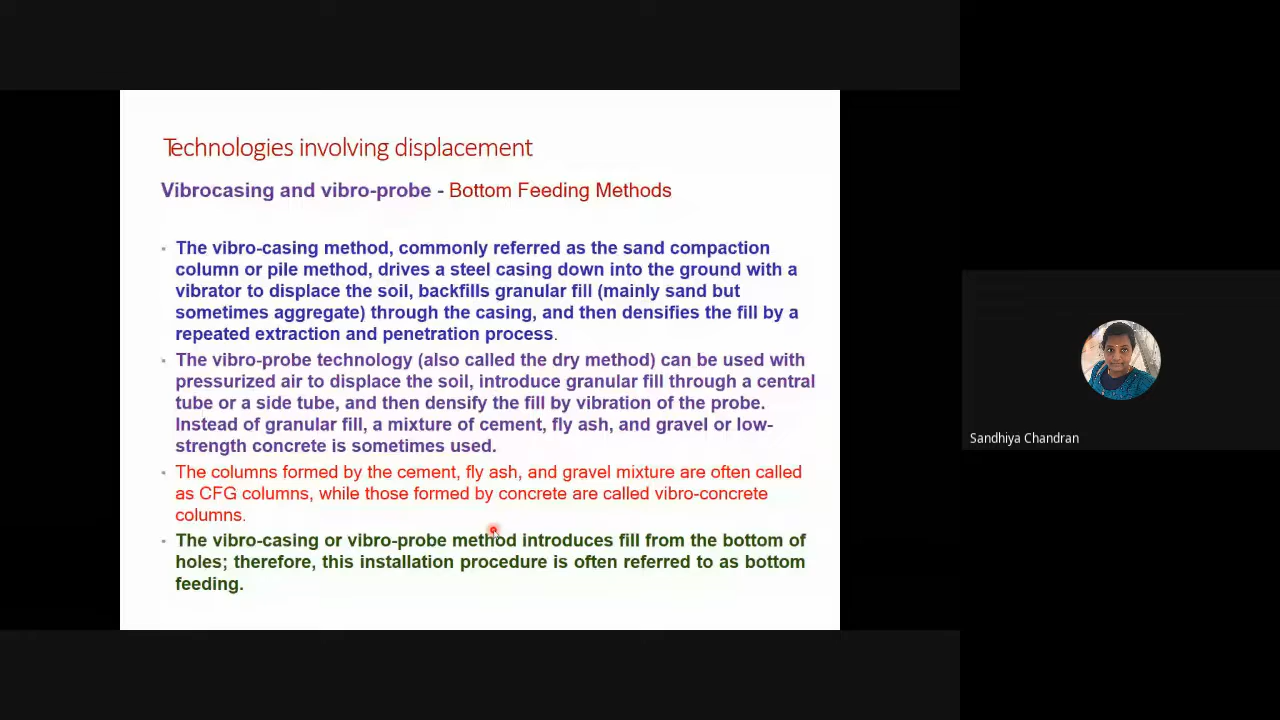 Technologies involving displacement
Vibrocasing and vibro-probe - Bottom Feeding Methods
The vibro-casing method, commonly referred as the sand compaction
column or pile method, drives a steel casing down into the ground with a
vibrator to displace the soil, backfills granular fill (mainly sand but
sometimes aggregate) through the casing, and then densifies the fill by a
repeated extraction and penetration process.
The vibro-probe technology (also called the dry method) can be used with
pressurized air to displace the soil, introduce granular fill through a central
tube or a side tube, and then densify the fill by vibration of the probe.
Instead of granular fill, a mixture of cement, fly ash, and gravel or low-
strength concrete is sometimes used.
The columns formed by the cement, fly ash, and gravel mixture are often called
as CFG columns, while those formed by concrete are called vibro-concrete
columns.
The vibro-casing or vibro-probe method introduces fill from the bottom of
holes; therefore, this installation procedure is often referred to as bottom
feeding.
Sandhiya Chandran